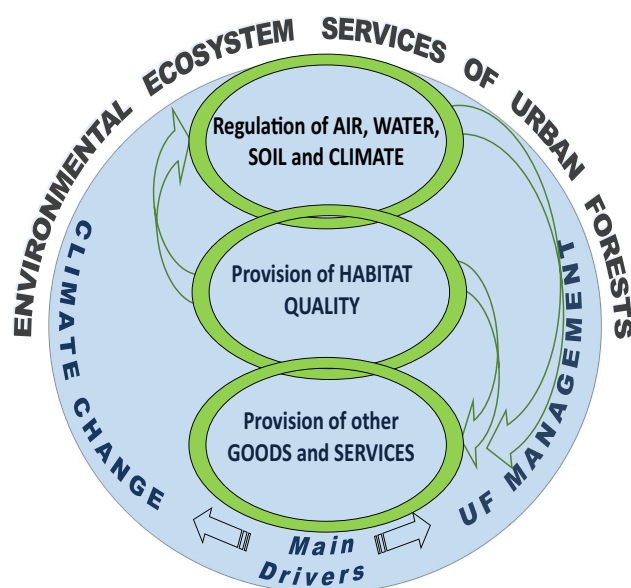 ENVIRONMENTAL ECOSYSTEM SERVICES OF URBAN FORESTS
Regulation of AIR, WATER,
SOIL and CLIMATE
CLIMATE CHANGE
UF MANAGEMENT
Provision of HABITAT
QUALITY
Provision of other
GOODS and SERVICES
Main
Drivers